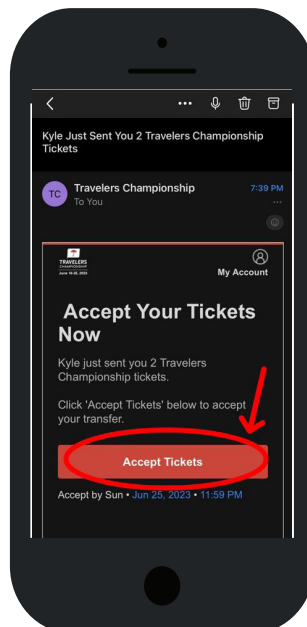 Kyle Just Sent You 2 Travelers Championship
Tickets
TC
Travelers Championship
7:39 PM
To You
...
TRAVELERS
CHAMPIONSHIP
June 19-25, 2023
My Account
Accept Your Tickets
Now
Kyle just sent you 2 Travelers
Championship tickets.
Click 'Accept Tickets' below to accept
your transfer.
Accept Tickets
Accept by Sun • Jun 25, 2023 • 11:59 PM